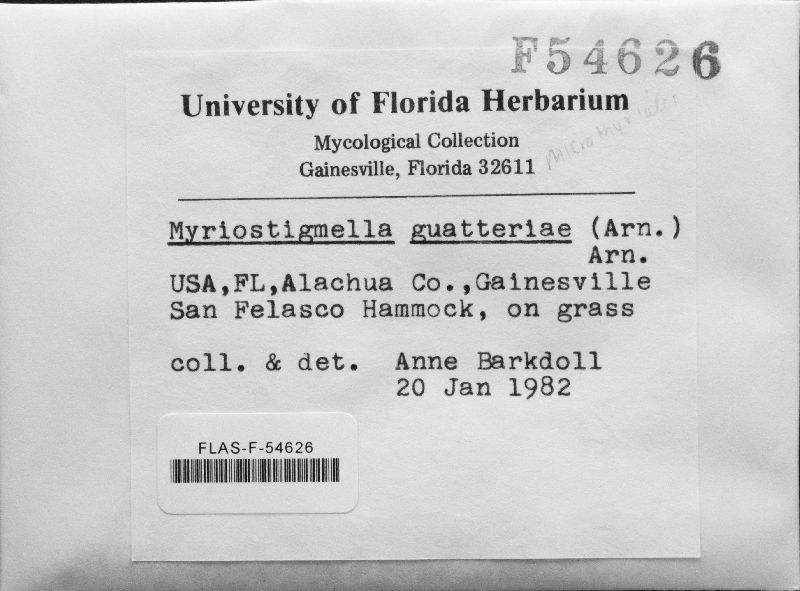 F54626
University of Florida Herbarium
Mycological Collection
Gainesville, Florida 32611
Myriostigmella guatteriae (Arn.)
Arn.
USA,FL,Alachua Co.,Gainesville
San Felasco Hammock, on grass
coll. & det. Anne Barkdoll
20 Jan 1982
FLAS-F-54626